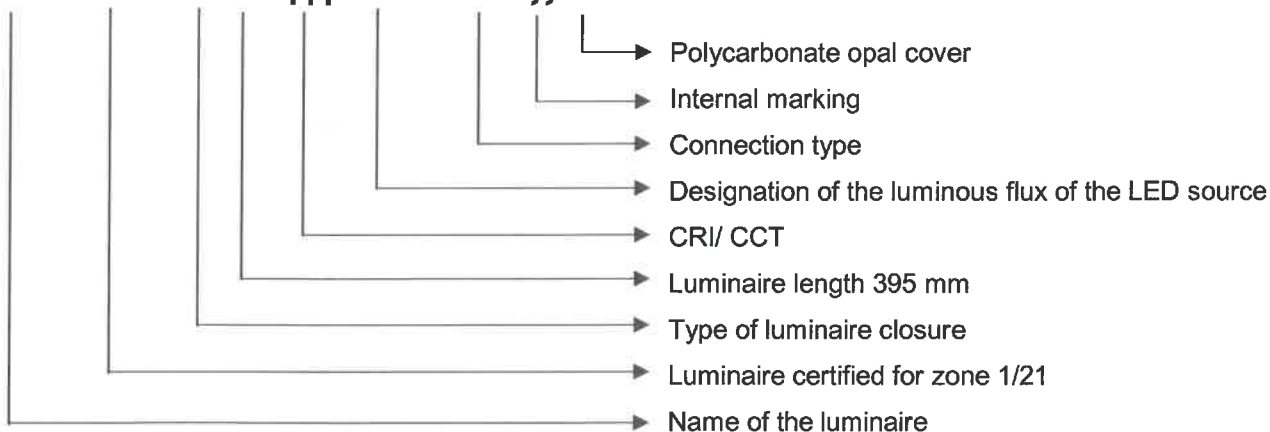 Polycarbonate opal cover
Internal marking
Connection type
Designation of the luminous flux of the LED source
CRI/ CCT
Luminaire length 395 mm
Type of luminaire closure
Luminaire certified for zone 1/21
Name of the luminaire